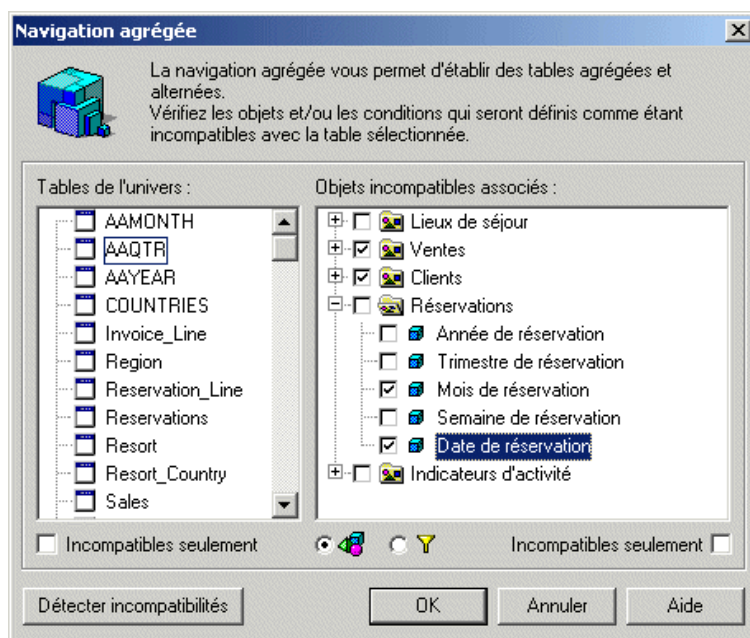 Navigation agrégée
La navigation agrégée vous permet d'établir des tables agrégées et
alternées.
Vérifiez les objets et/ou les conditions qui seront définis comme étant
incompatibles avec la table sélectionnée.
Tables de l'univers :
AAMONTH
AAQTR
AAYEAR
COUNTRIES
Invoice_Line
Region
Reservation_Line
Reservations
Resort
Resort_Country
Sales
Objets incompatibles associés :
Lieux de séjour
Ventes
Clients
Réservations
Année de réservation
Trimestre de réservation
Mois de réservation
Semaine de réservation
Date de réservation
Indicateurs d'activité
Incompatibles seulement
Incompatibles seulement
Détecter incompatibilités
OK
Annuler
Aide